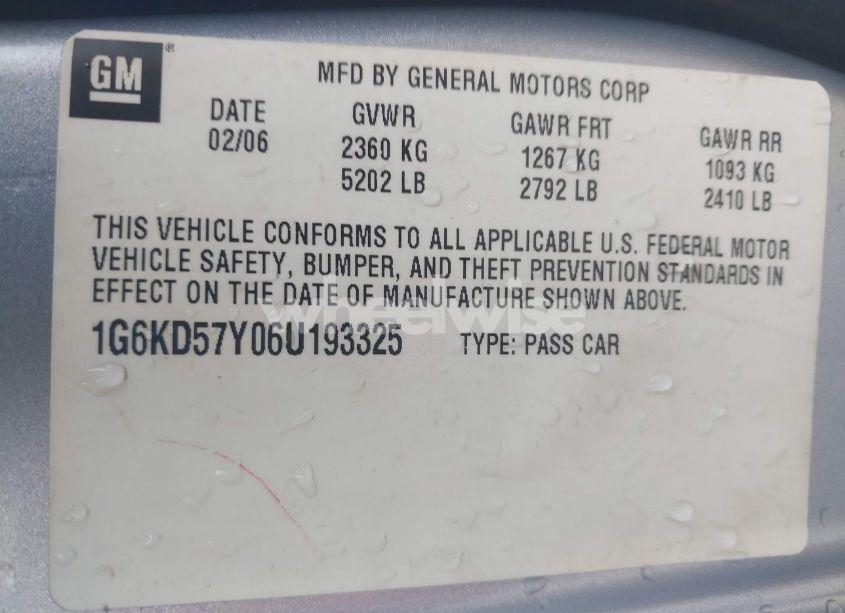 GM®
MFD BY GENERAL MOTORS CORP
DATE GVWR GAWR FRT GAWR RR
02/06 2360 KG 1267 KG 1093 KG
5202 LB 2792 LB 2410 LB
THIS VEHICLE CONFORMS TO ALL APPLICABLE U.S. FEDERAL MOTOR
VEHICLE SAFETY, BUMPER, AND THEFT PREVENTION STANDARDS IN
EFFECT ON THE DATE OF MANUFACTURE SHOWN ABOVE.
wheelwise
1G6KD57Y06U193325 TYPE: PASS CAR